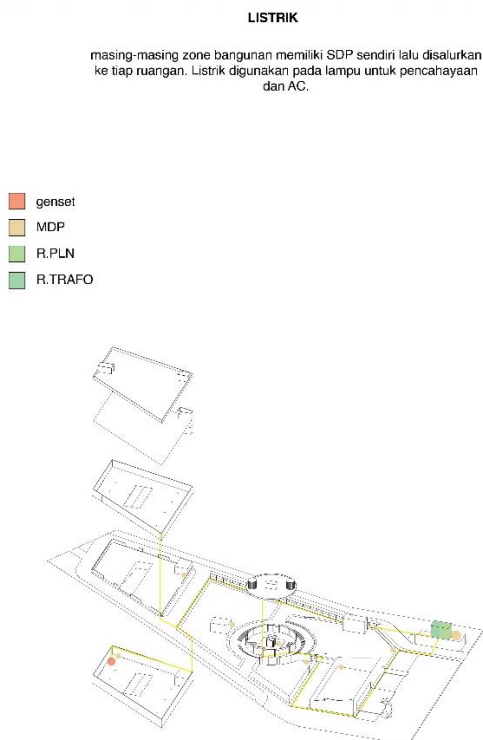 LISTRIK
masing-masing zone bangunan memiliki SDP sendiri lalu disalurkan
ke tiap ruangan. Listrik digunakan pada lampu untuk pencahayaan
dan AC.
genset
MDP
R.PLN
R.TRAFO